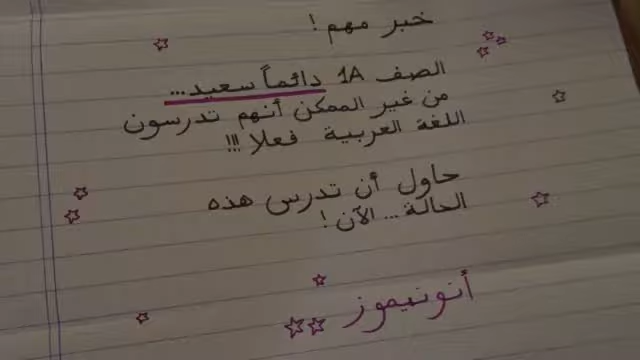 خبر مهم!
الصف 1A دائماً سعيد...
من غير الممكن أنهم تدرسون
اللغة العربية فعلا !!!
حاول أن تدرس هذه
الحالة... الآن!
أنونيموز